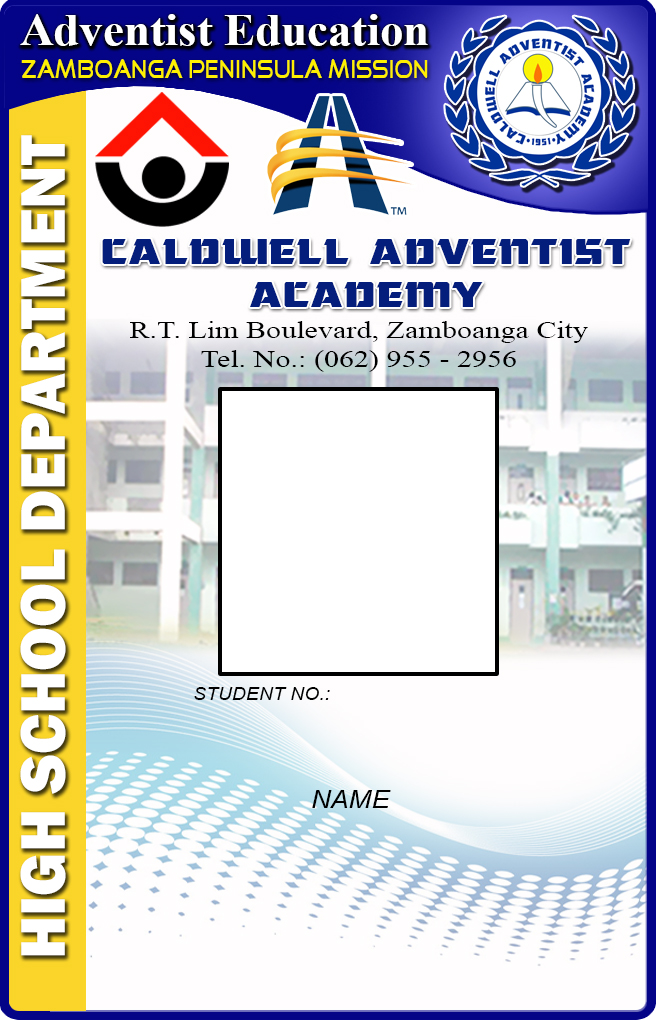 Adventist Education
ZAMBOANGA PENINSULA MISSION
CALDWELL ADVENTIST ACADEMY
•1951•
TM
HIGH SCHOOL DEPARTMENT
CALDWELL ADVENTIST
ACADEMY
R.T. Lim Boulevard, Zamboanga City
Tel. No.: (062) 955 - 2956
STUDENT NO.:
NAME